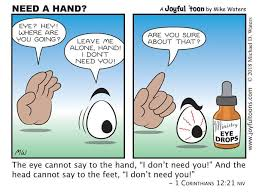 NEED A HAND?
A Joyful 'toon by Mike Waters
EYE? HEY!
WHERE ARE
YOU GOING?
LEAVE ME
ALONE, HAND!
I DON'T
NEED YOU!
ARE YOU SURE
ABOUT THAT?
Ministry
EYE
DROPS
MW
© 2018 Michael D. Waters
www.joyfultoons.com
The eye cannot say to the hand, "I don't need you!" And the
head cannot say to the feet, "I don't need you!"
– 1 CORINTHIANS 12:21 NIV